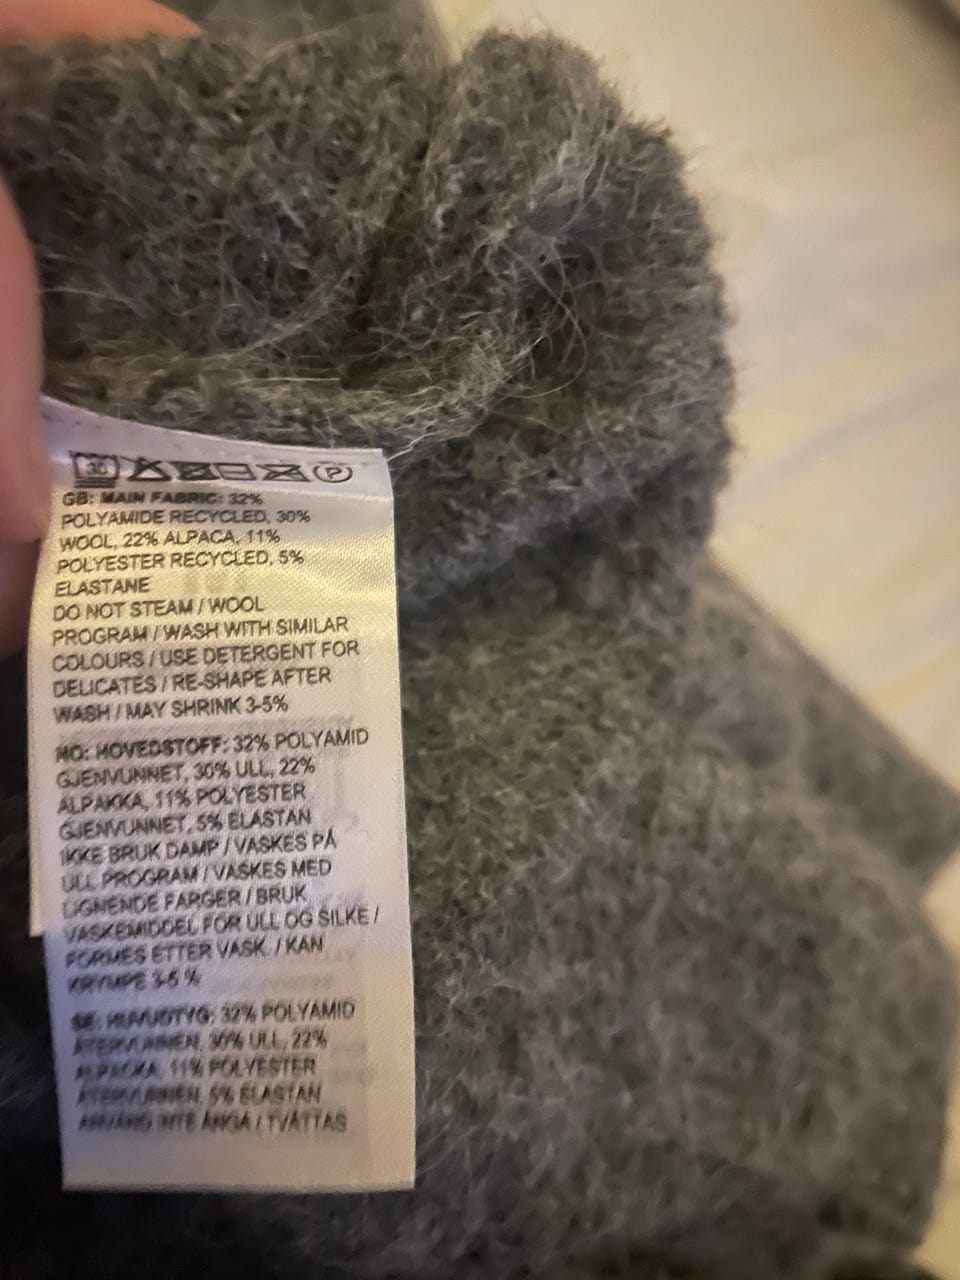 30 P
GB: MAIN FABRIC: 32%
POLYAMIDE RECYCLED, 30%
WOOL, 22% ALPACA, 11%
POLYESTER RECYCLED, 5%
ELASTANE
DO NOT STEAM / WOOL
PROGRAM / WASH WITH SIMILAR
COLOURS / USE DETERGENT FOR
DELICATES / RE-SHAPE AFTER
WASH / MAY SHRINK 3-5%
NO: HOVEDSTOFF: 32% POLYAMID
GJENVUNNET, 30% ULL, 22%
ALPAKKA, 11% POLYESTER
GJENVUNNET, 5% ELASTAN
IKKE BRUK DAMP / VASKES PÅ
ULL PROGRAM / VASKES MED
LIGNENDE FARGER / BRUK
VASKEMIDDEL FOR ULL OG SILKE /
FORMES ETTER VASK. / KAN
KRYMPE 3-5 %
SE: HUVUDTYG: 32% POLYAMID
ÅTERVUNNEN, 30% ULL, 22%
ALPACKA, 11% POLYESTER
ÅTERVUNNEN, 5% ELASTAN
ANVÄND INTE ÅNGA / TVÄTTAS